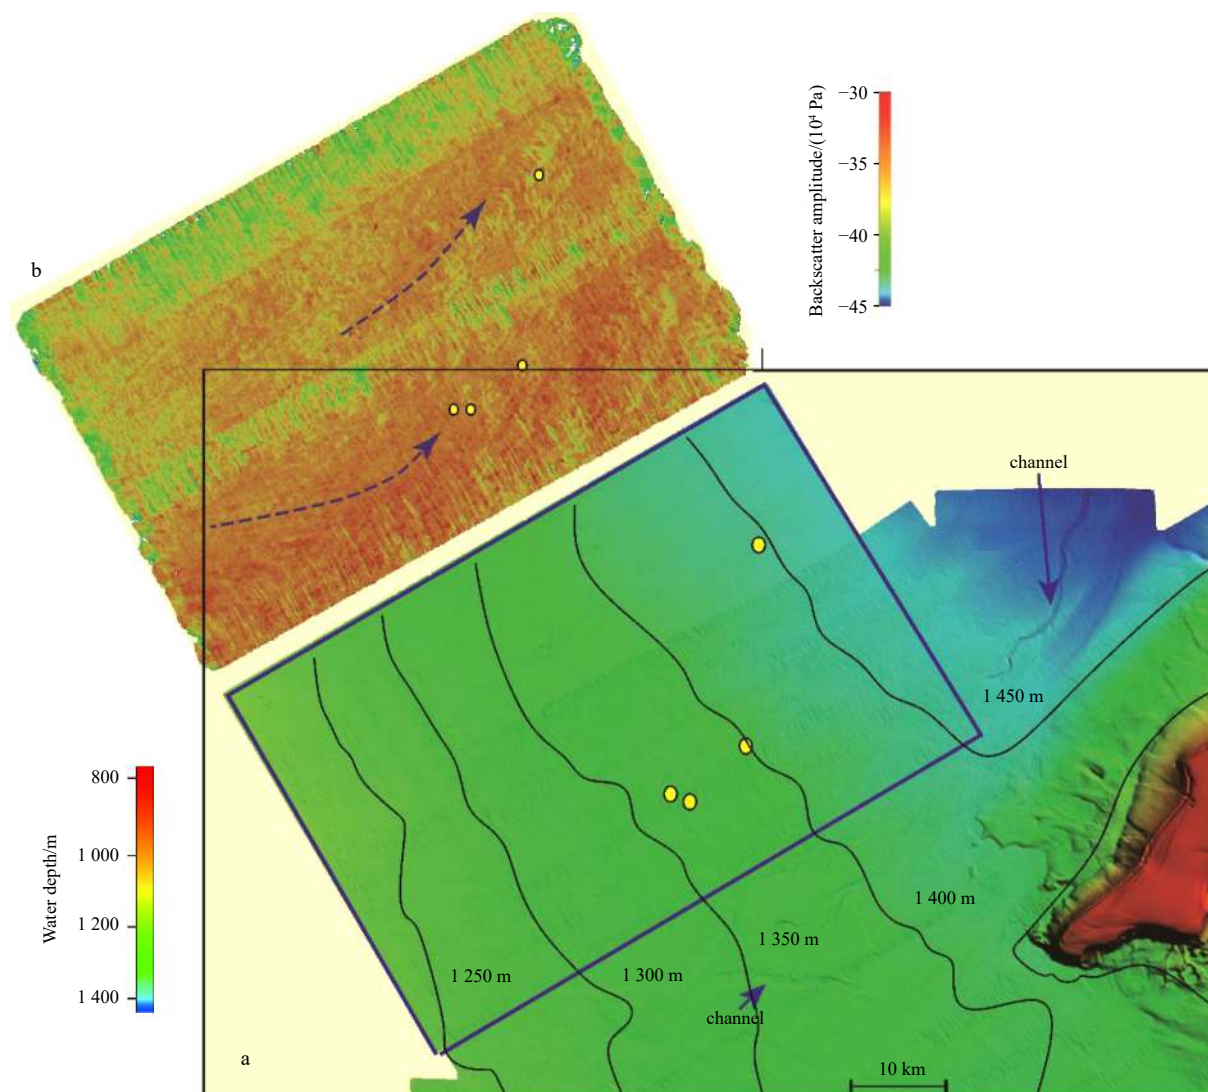 −30
−35
−40
−45
Backscatter amplitude/(10⁴ Pa)
b
channel
1 450 m
1 400 m
1 350 m
1 300 m
1 250 m
channel
800
1 000
1 200
1 400
Water depth/m
a
10 km